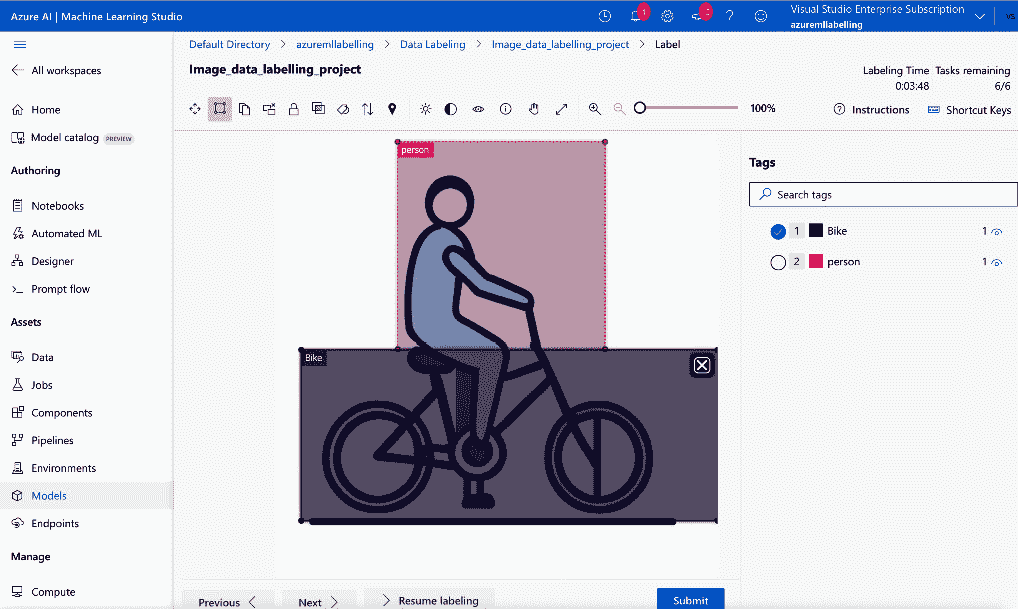 Azure AI | Machine Learning Studio
1
Visual Studio Enterprise Subscription
azuremllabelling
VS
Default Directory > azuremllabelling > Data Labeling > Image_data_labelling_project > Label
All workspaces
Image_data_labelling_project
Labeling Time Tasks remaining
0:03:48 6/6
Home
100%
Instructions
Shortcut Keys
Model catalog PREVIEW
Authoring
Notebooks
Automated ML
Designer
Prompt flow
Assets
Data
Jobs
Components
Pipelines
Environments
Models
Endpoints
Manage
Compute
person
Bike
Tags
Search tags
1 Bike 1
2 person 1
Previous
Next
Resume labeling
Submit